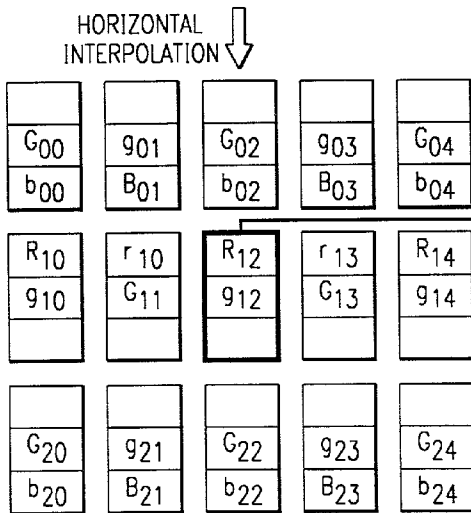 HORIZONTAL
INTERPOLATION
G00 g01 G02 g03 G04
b00 B01 b02 B03 b04
R10 r10 R12 r13 R14
g10 G11 g12 G13 g14
G20 g21 G22 g23 G24
b20 B21 b22 B23 b24